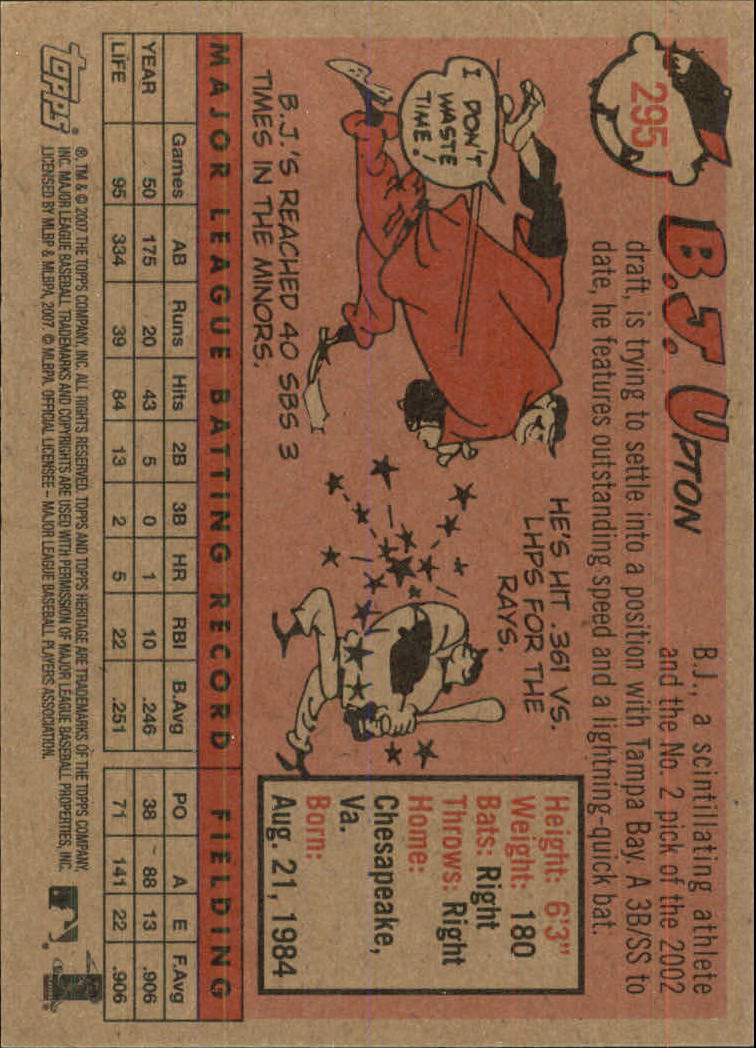 295
B.J. UPTON
B.J., a scintillating athlete
and the No. 2 pick of the 2002
draft, is trying to settle into a position with Tampa Bay. A 3B/SS to
date, he features outstanding speed and a lightning-quick bat.
I DON'T
WASTE
TIME!
B.J.'S REACHED 40 SBS 3
TIMES IN THE MINORS.
HE'S HIT .361 VS.
LHPS FOR THE
RAYS.
Height: 6'3"
Weight: 180
Bats: Right
Throws: Right
Home:
Chesapeake,
Va.
Born:
Aug. 21, 1984
MAJOR LEAGUE BATTING RECORD FIELDING
Games AB Runs Hits 2B 3B HR RBI B.Avg PO A E F.Avg
YEAR 50 175 20 43 5 0 1 10 .246 38 88 13 .906
LIFE 95 334 39 84 13 2 5 22 .251 71 141 22 .906
topps®
®, TM & © 2007 THE TOPPS COMPANY, INC. ALL RIGHTS RESERVED. TOPPS AND TOPPS HERITAGE ARE TRADEMARKS OF THE TOPPS COMPANY,
INC. MAJOR LEAGUE BASEBALL TRADEMARKS AND COPYRIGHTS ARE USED WITH PERMISSION OF MAJOR LEAGUE BASEBALL PROPERTIES, INC.
LICENSED BY MLBP & MLBPA, 2007. © MLBPA, OFFICIAL LICENSEE – MAJOR LEAGUE BASEBALL PLAYERS ASSOCIATION.